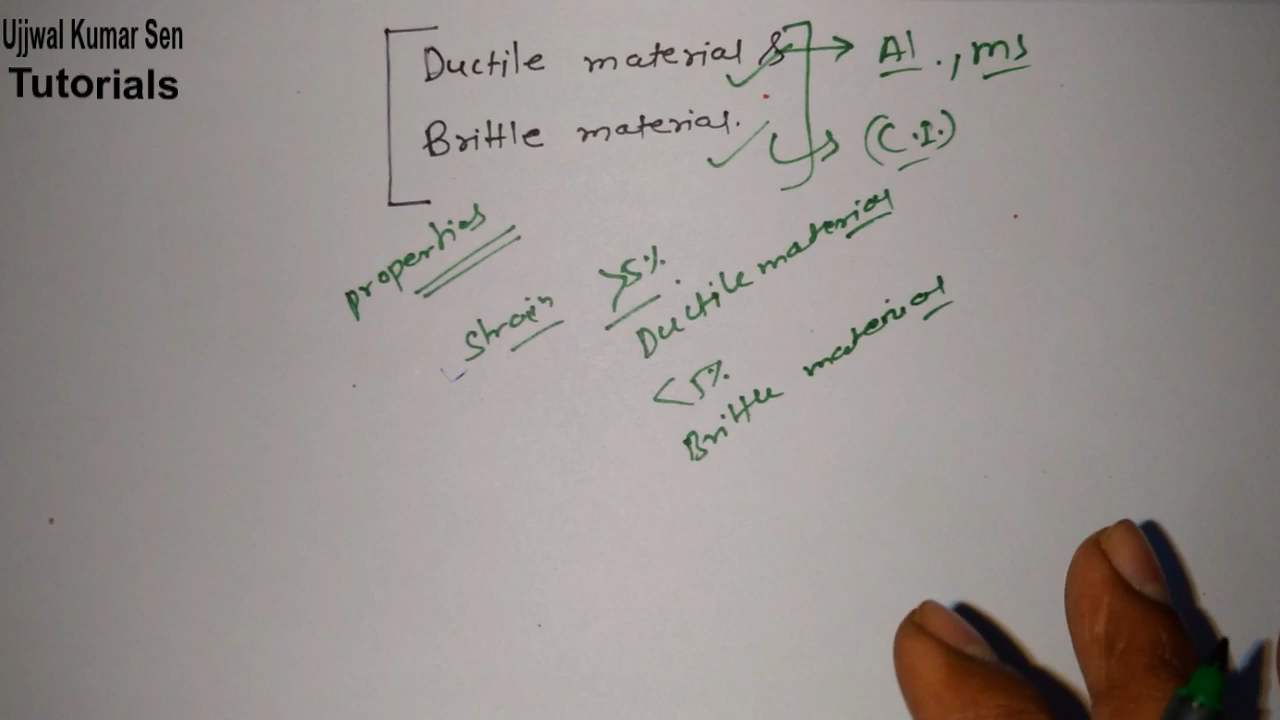 Ujjwal Kumar Sen
Tutorials
Ductile material & → Al., ms
Brittle material. → (C.I.)
properties
Strain >5%.
Ductile material
<5%
Brittle material